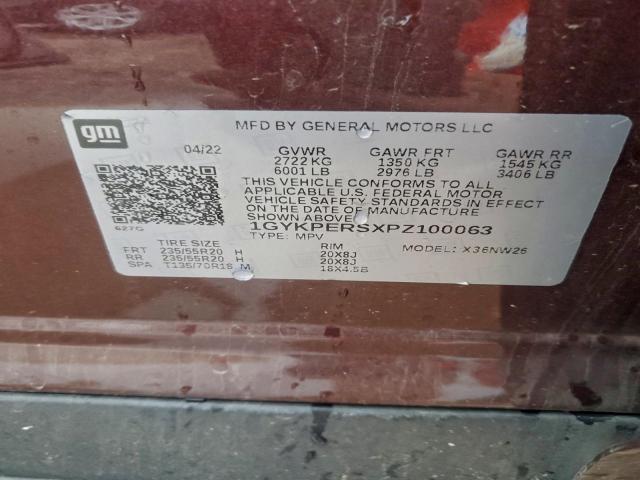 gm
MFD BY GENERAL MOTORS LLC
04/22 GVWR GAWR FRT GAWR RR
2722 KG 1350 KG 1545 KG
6001 LB 2976 LB 3406 LB
THIS VEHICLE CONFORMS TO ALL
APPLICABLE U.S. FEDERAL MOTOR
VEHICLE SAFETY STANDARDS IN EFFECT
ON THE DATE OF MANUFACTURE
SHOWN ABOVE
627G 1GYKPERSXPZ100063
TYPE: MPV MODEL: X36NW26
TIRE SIZE RIM
FRT 235/55R20 H 20X8J
RR 235/55R20 H 20X8J
SPA T135/70R18 M 18X4.5B